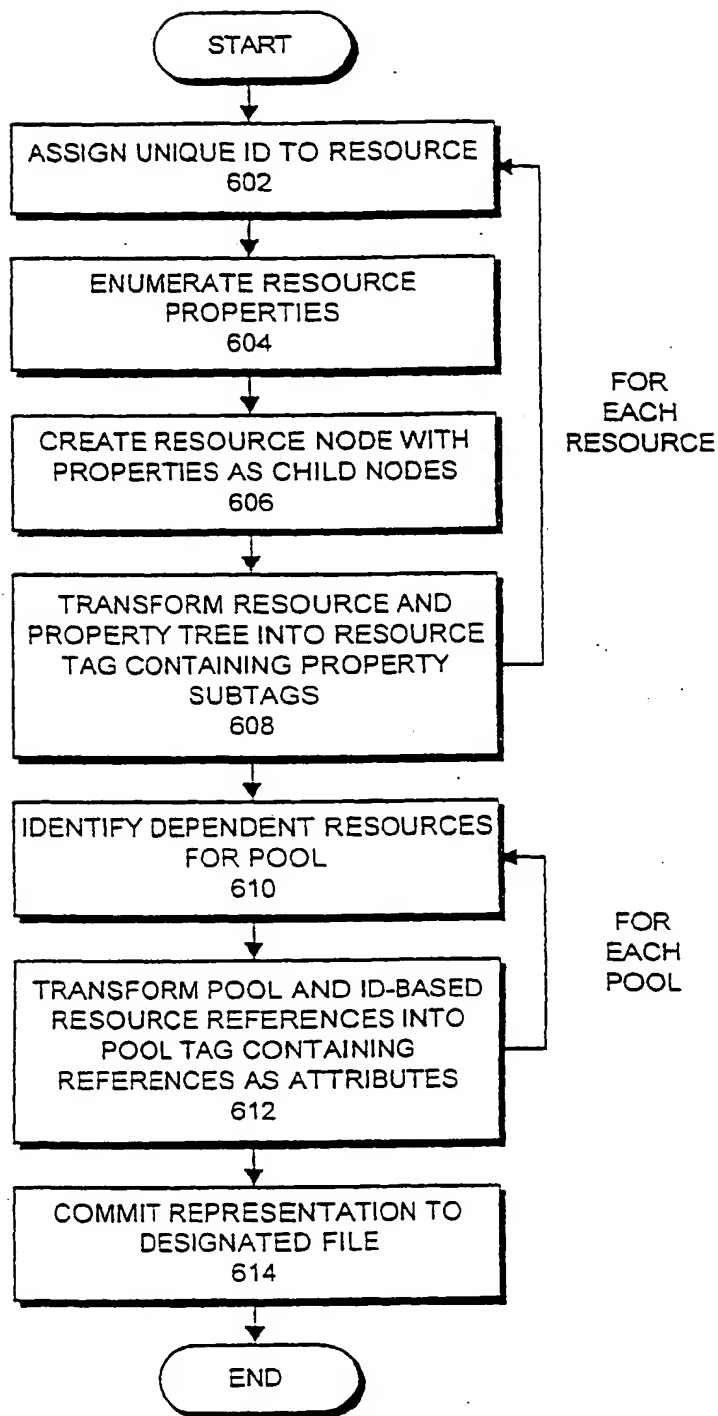 START
ASSIGN UNIQUE ID TO RESOURCE
602
ENUMERATE RESOURCE
PROPERTIES
604
CREATE RESOURCE NODE WITH
PROPERTIES AS CHILD NODES
606
TRANSFORM RESOURCE AND
PROPERTY TREE INTO RESOURCE
TAG CONTAINING PROPERTY
SUBTAGS
608
FOR
EACH
RESOURCE
IDENTIFY DEPENDENT RESOURCES
FOR POOL
610
TRANSFORM POOL AND ID-BASED
RESOURCE REFERENCES INTO
POOL TAG CONTAINING
REFERENCES AS ATTRIBUTES
612
FOR
EACH
POOL
COMMIT REPRESENTATION TO
DESIGNATED FILE
614
END